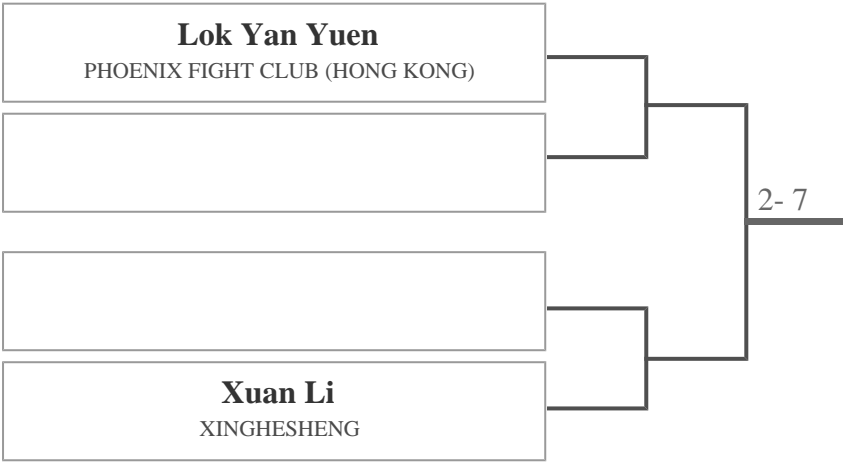 Lok Yan Yuen
PHOENIX FIGHT CLUB (HONG KONG)
2- 7
Xuan Li
XINGHESHENG